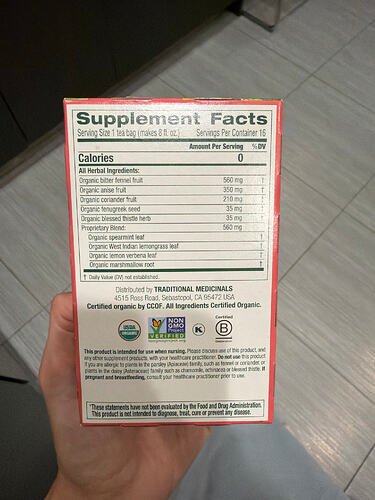 Supplement Facts
Serving Size 1 tea bag (makes 8 fl. oz.) Servings Per Container 16
Amount Per Serving %DV
Calories 0
All Herbal Ingredients:
Organic bitter fennel fruit 560 mg †
Organic anise fruit 350 mg †
Organic coriander fruit 210 mg †
Organic fenugreek seed 35 mg †
Organic blessed thistle herb 35 mg †
Proprietary Blend: 560 mg
Organic spearmint leaf †
Organic West Indian lemongrass leaf †
Organic lemon verbena leaf †
Organic marshmallow root †
† Daily Value (DV) not established.
Distributed by TRADITIONAL MEDICINALS
4515 Ross Road, Sebastopol, CA 95472 USA
Certified organic by CCOF. All Ingredients Certified Organic.
USDA
ORGANIC
NON
GMO
Project
VERIFIED
nongmoproject.org
K
Certified
B
Corporation
This product is intended for use when nursing. Please discuss use of this product, and
any other supplement products, with your healthcare practitioner. Do not use this product
if you are allergic to plants in the parsley (Apiaceae) family, such as fennel or coriander, or
plants in the daisy (Asteraceae) family such as chamomile, echinacea or blessed thistle. If
pregnant and breastfeeding, consult your healthcare practitioner prior to use.
*These statements have not been evaluated by the Food and Drug Administration.
This product is not intended to diagnose, treat, cure or prevent any disease.